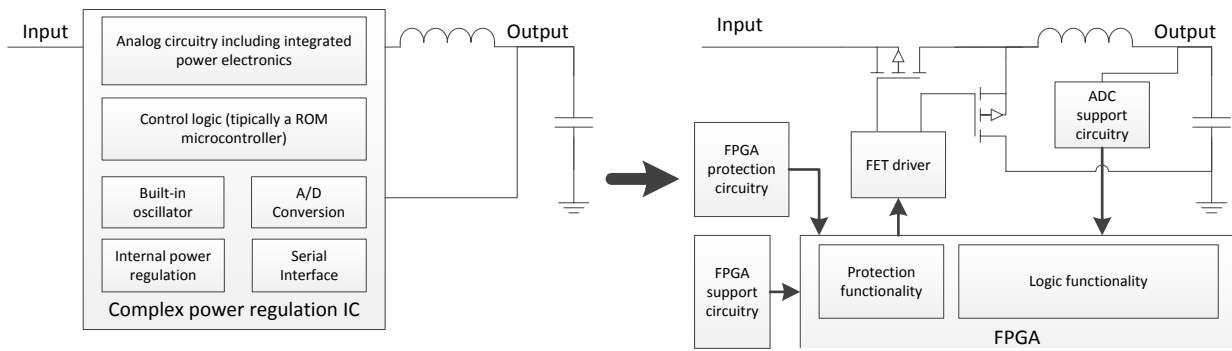 Input
Output
Analog circuitry including integrated
power electronics
Control logic (tipically a ROM
microcontroller)
Built-in
oscillator
A/D
Conversion
Internal power
regulation
Serial
Interface
Complex power regulation IC
Input
Output
ADC
support
circuitry
FPGA
protection
circuitry
FET driver
FPGA
support
circuitry
Protection
functionality
Logic functionality
FPGA